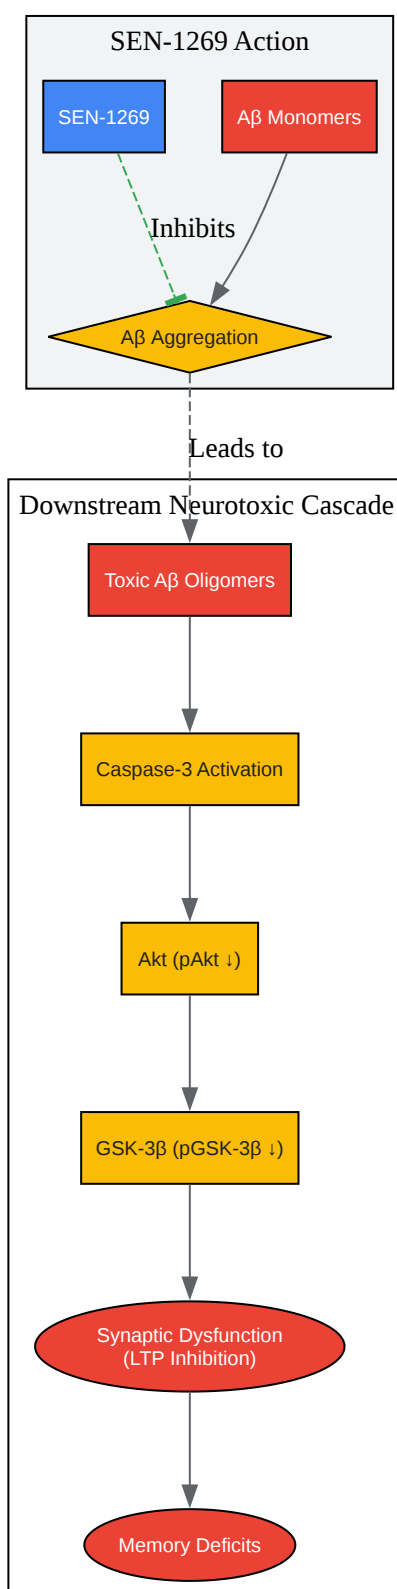 SEN-1269 Action
SEN-1269
Aβ Monomers
Inhibits
Aβ Aggregation
Leads to
Downstream Neurotoxic Cascade
Toxic Aβ Oligomers
Caspase-3 Activation
Akt (pAkt ↓)
GSK-3β (pGSK-3β ↓)
Synaptic Dysfunction
(LTP Inhibition)
Memory Deficits